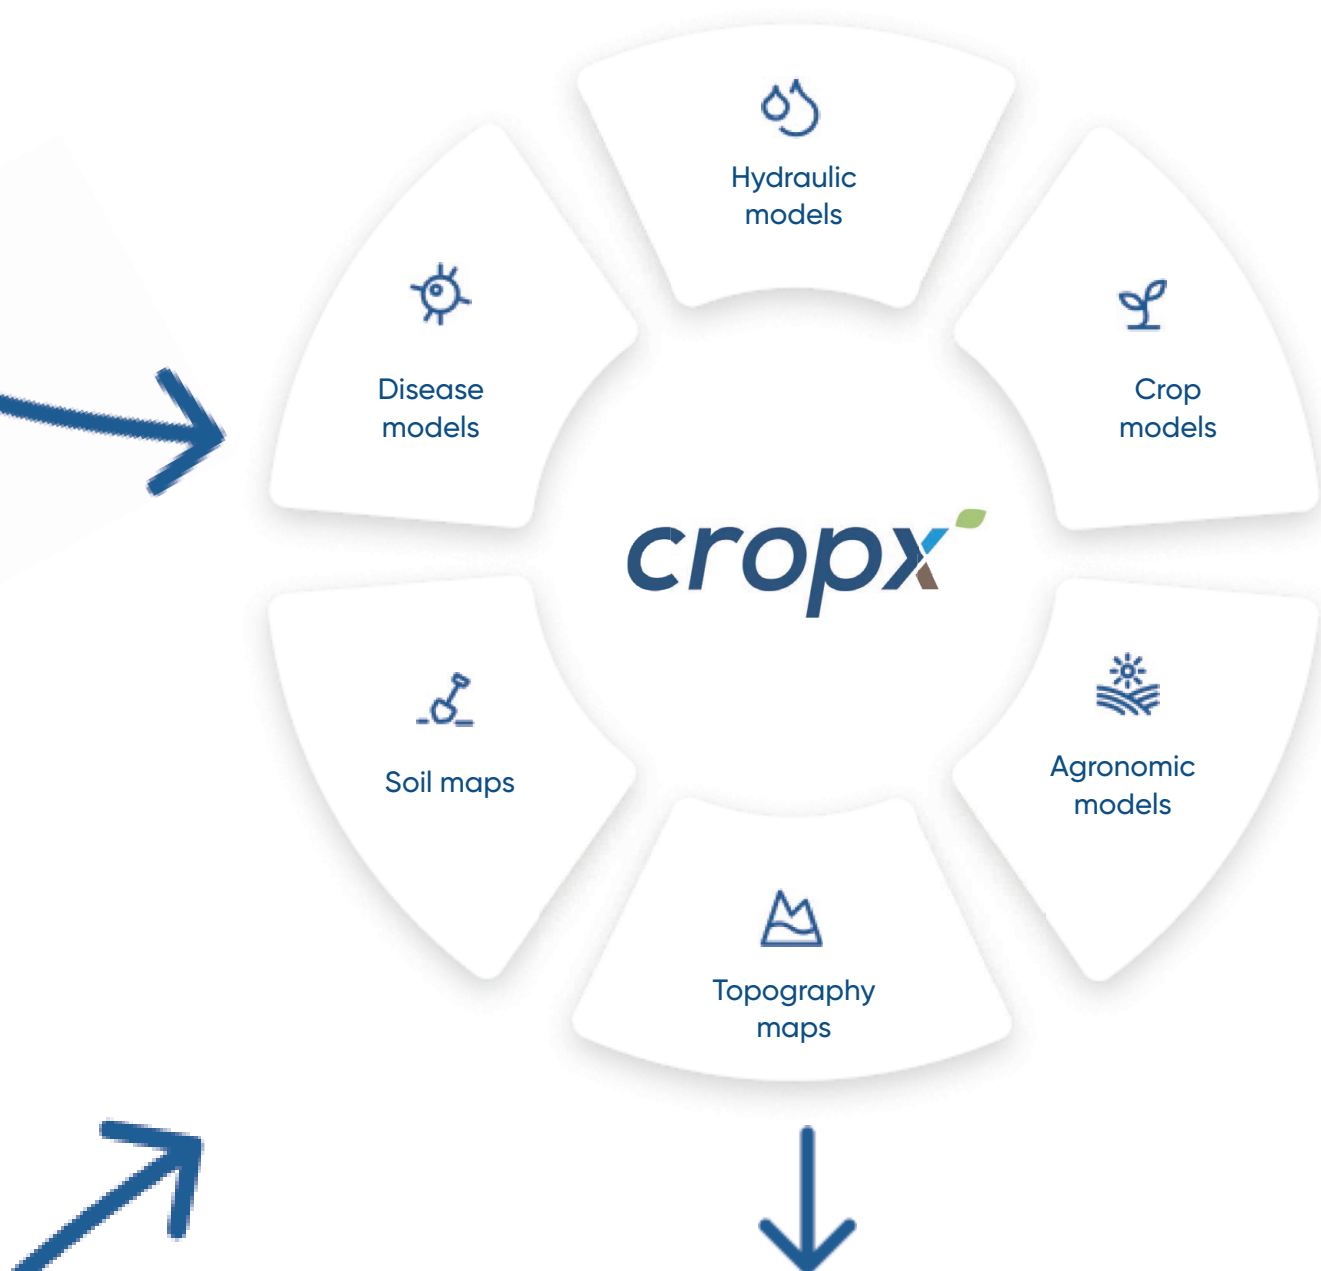 Hydraulic
models
Disease
models
Crop
models
cropx
Soil maps
Agronomic
models
Topography
maps